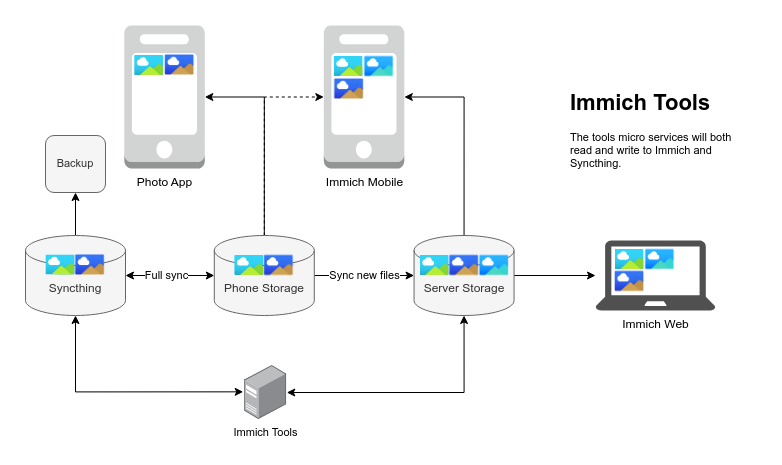 Immich Tools
The tools micro services will both
read and write to Immich and
Syncthing.
Backup
Photo App
Immich Mobile
Syncthing
Full sync
Phone Storage
Sync new files
Server Storage
Immich Web
Immich Tools